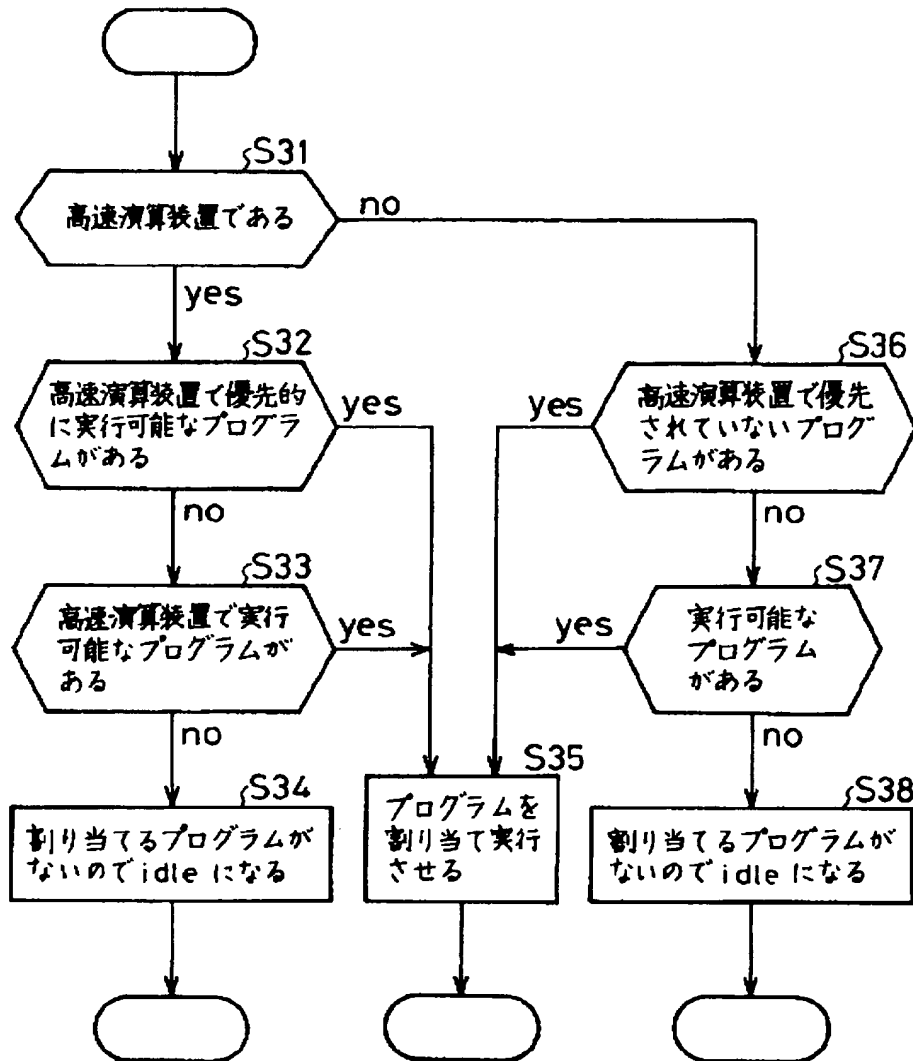 S31
高速演算装置である
no
yes
S32
高速演算装置で優先的
に実行可能なプログラ
ムがある
yes
no
S33
高速演算装置で実行
可能なプログラムが
ある
yes
no
S34
割り当てるプログラムが
ないのでidleになる
S35
プログラムを
割り当て実行
させる
S36
高速演算装置で優先
されていないプログ
ラムがある
yes
no
S37
実行可能な
プログラム
がある
yes
no
S38
割り当てるプログラムが
ないのでidleになる